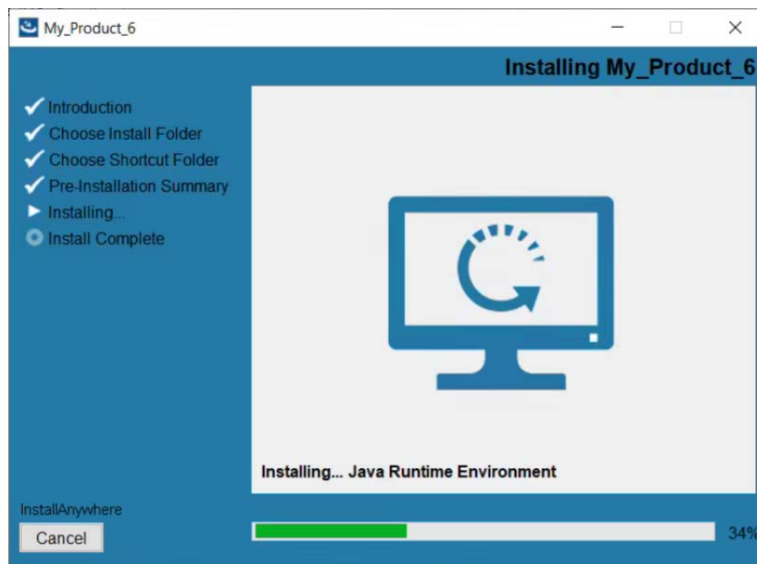 My_Product_6
Installing My_Product_6
Introduction
Choose Install Folder
Choose Shortcut Folder
Pre-Installation Summary
Installing...
Install Complete
Installing... Java Runtime Environment
InstallAnywhere
Cancel
34%